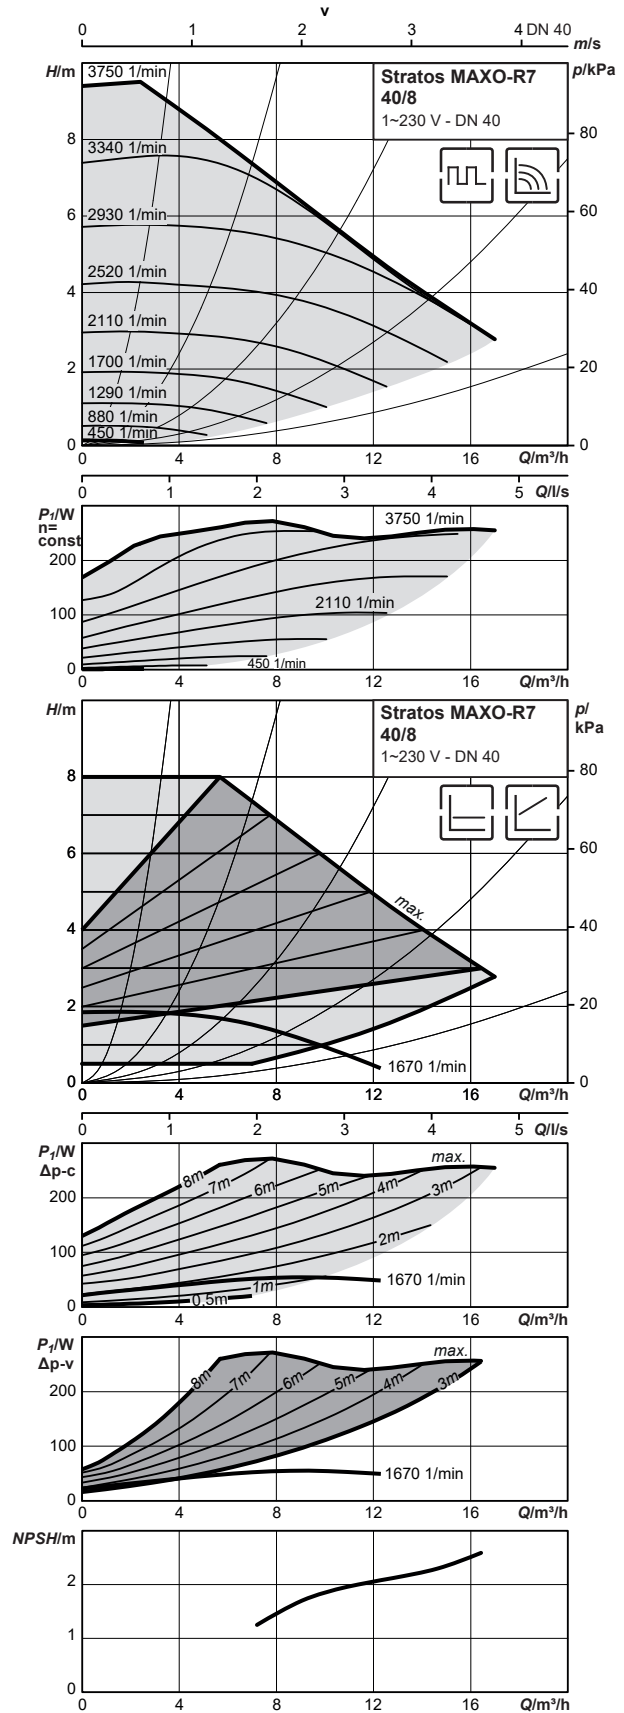 v
0 1 2 3 4 DN 40
m/s
H/m
p/kPa
3750 1/min
Stratos MAXO-R7
40/8
1~230 V - DN 40
8
80
3340 1/min
6
60
2930 1/min
2520 1/min
4
40
2110 1/min
1700 1/min
2
20
1290 1/min
880 1/min
450 1/min
0
0
0 4 8 12 16 Q/m³/h
0 1 2 3 4 5 Q/l/s
P₁/W
n=
const
3750 1/min
200
2110 1/min
100
450 1/min
0
0 4 8 12 16 Q/m³/h
H/m
p/
kPa
Stratos MAXO-R7
40/8
1~230 V - DN 40
8
80
6
60
max.
4
40
2
20
1670 1/min
0
0
0 4 8 12 16 Q/m³/h
0 1 2 3 4 5 Q/l/s
P₁/W
Δp-c
max.
200
8m 7m 6m 5m 4m 3m
2m
100
1670 1/min
1m
0.5m
0
0 4 8 12 16 Q/m³/h
P₁/W
Δp-v
max.
200
8m 7m 6m 5m 4m 3m
100
1670 1/min
0
0 4 8 12 16 Q/m³/h
NPSH/m
2
1
0
0 4 8 12 16 Q/m³/h